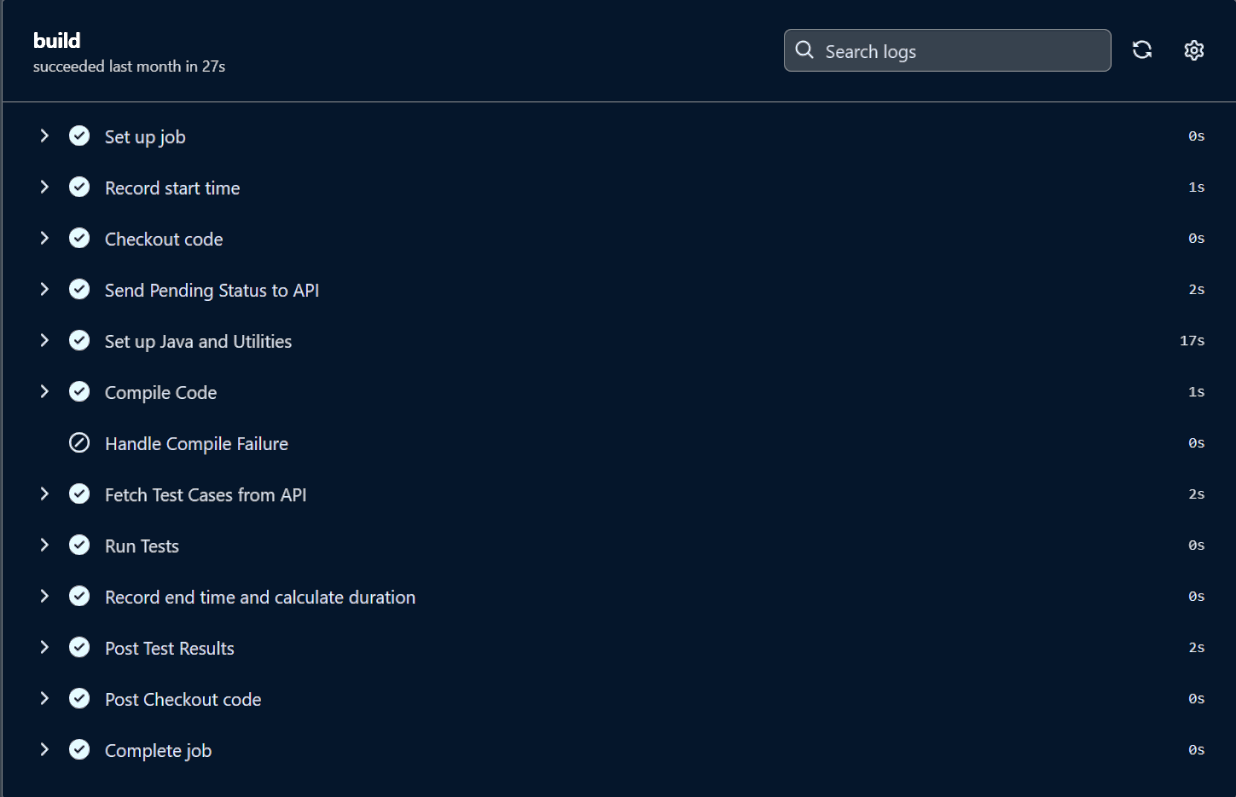 build
succeeded last month in 27s
Search logs
Set up job 0s
Record start time 1s
Checkout code 0s
Send Pending Status to API 2s
Set up Java and Utilities 17s
Compile Code 1s
Handle Compile Failure 0s
Fetch Test Cases from API 2s
Run Tests 0s
Record end time and calculate duration 0s
Post Test Results 2s
Post Checkout code 0s
Complete job 0s